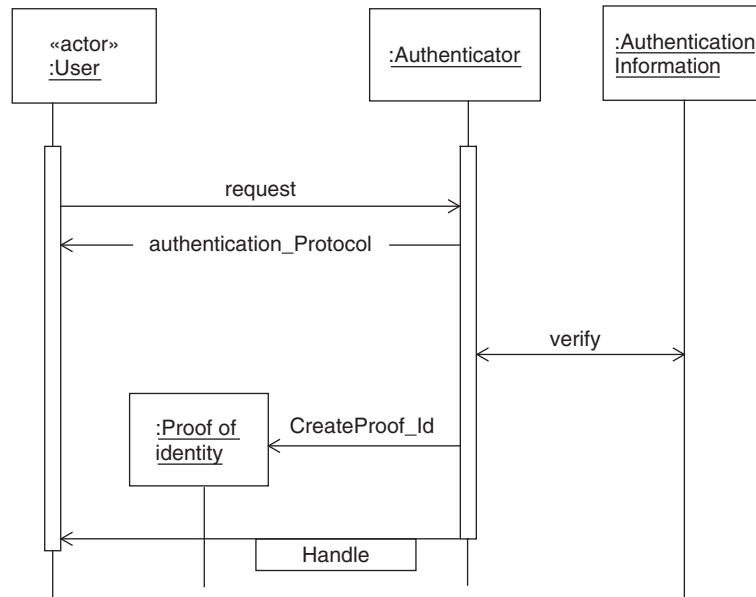 «actor»
:User
:Authenticator
:Authentication
Information
request
authentication_Protocol
verify
:Proof of
identity
CreateProof_Id
Handle